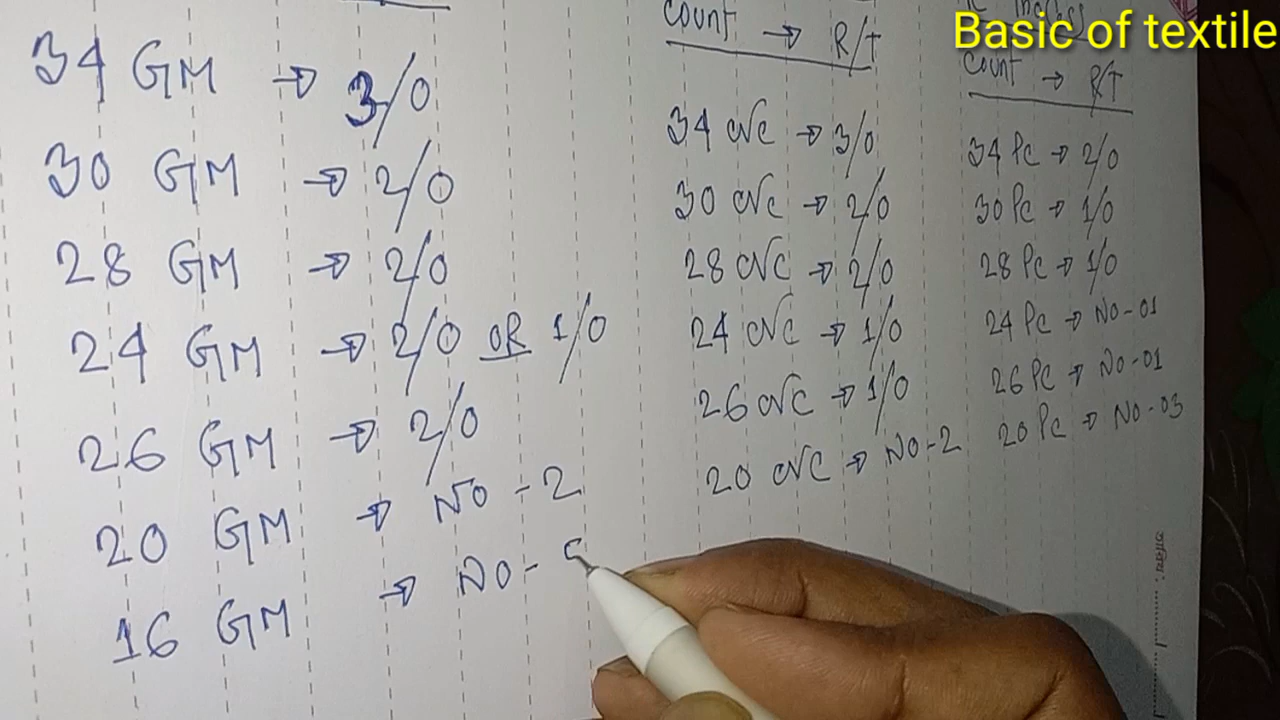 Basic of textile
34 GM → 3/0
30 GM → 2/0
28 GM → 2/0
24 GM → 2/0 OR 1/0
26 GM → 2/0
20 GM → NO - 2
16 GM → NO -
Count → R/T
34 CVC → 3/0
30 CVC → 2/0
28 CVC → 2/0
24 CVC → 1/0
26 CVC → 1/0
20 CVC → NO-2
Count → R/T
34 PC → 2/0
30 PC → 1/0
28 PC → 1/0
24 PC → NO-01
26 PC → NO-01
20 PC → NO-03